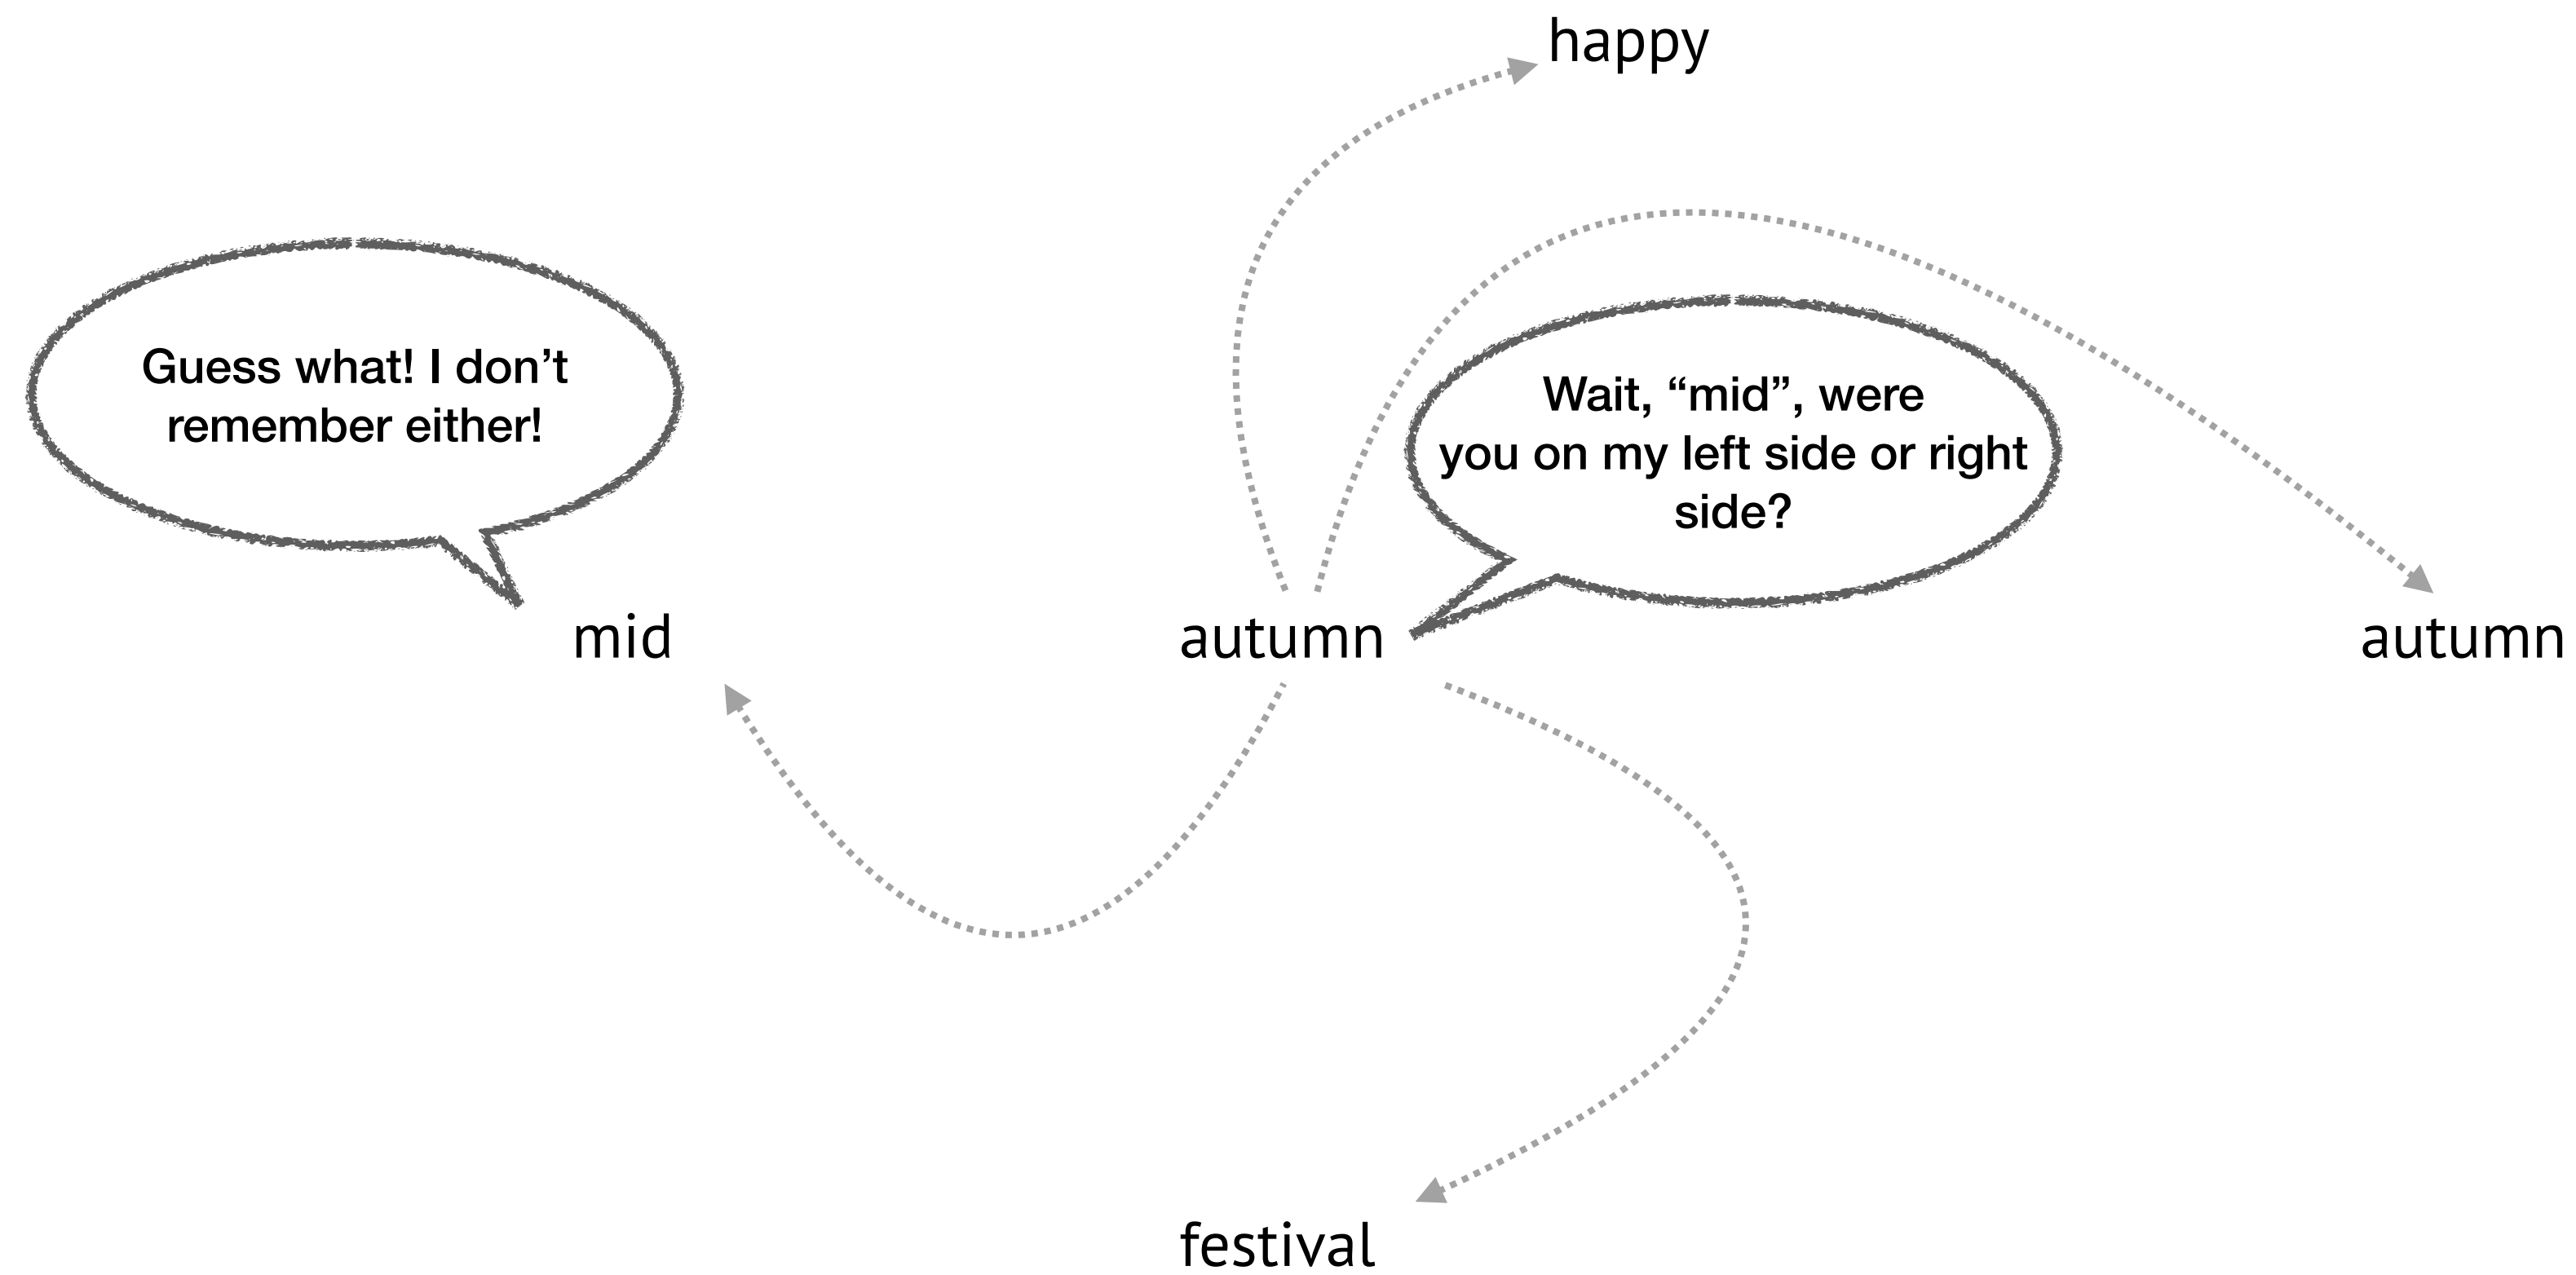 happy
Guess what! I don’t
remember either!
Wait, “mid”, were
you on my left side or right
side?
mid
autumn
autumn
festival